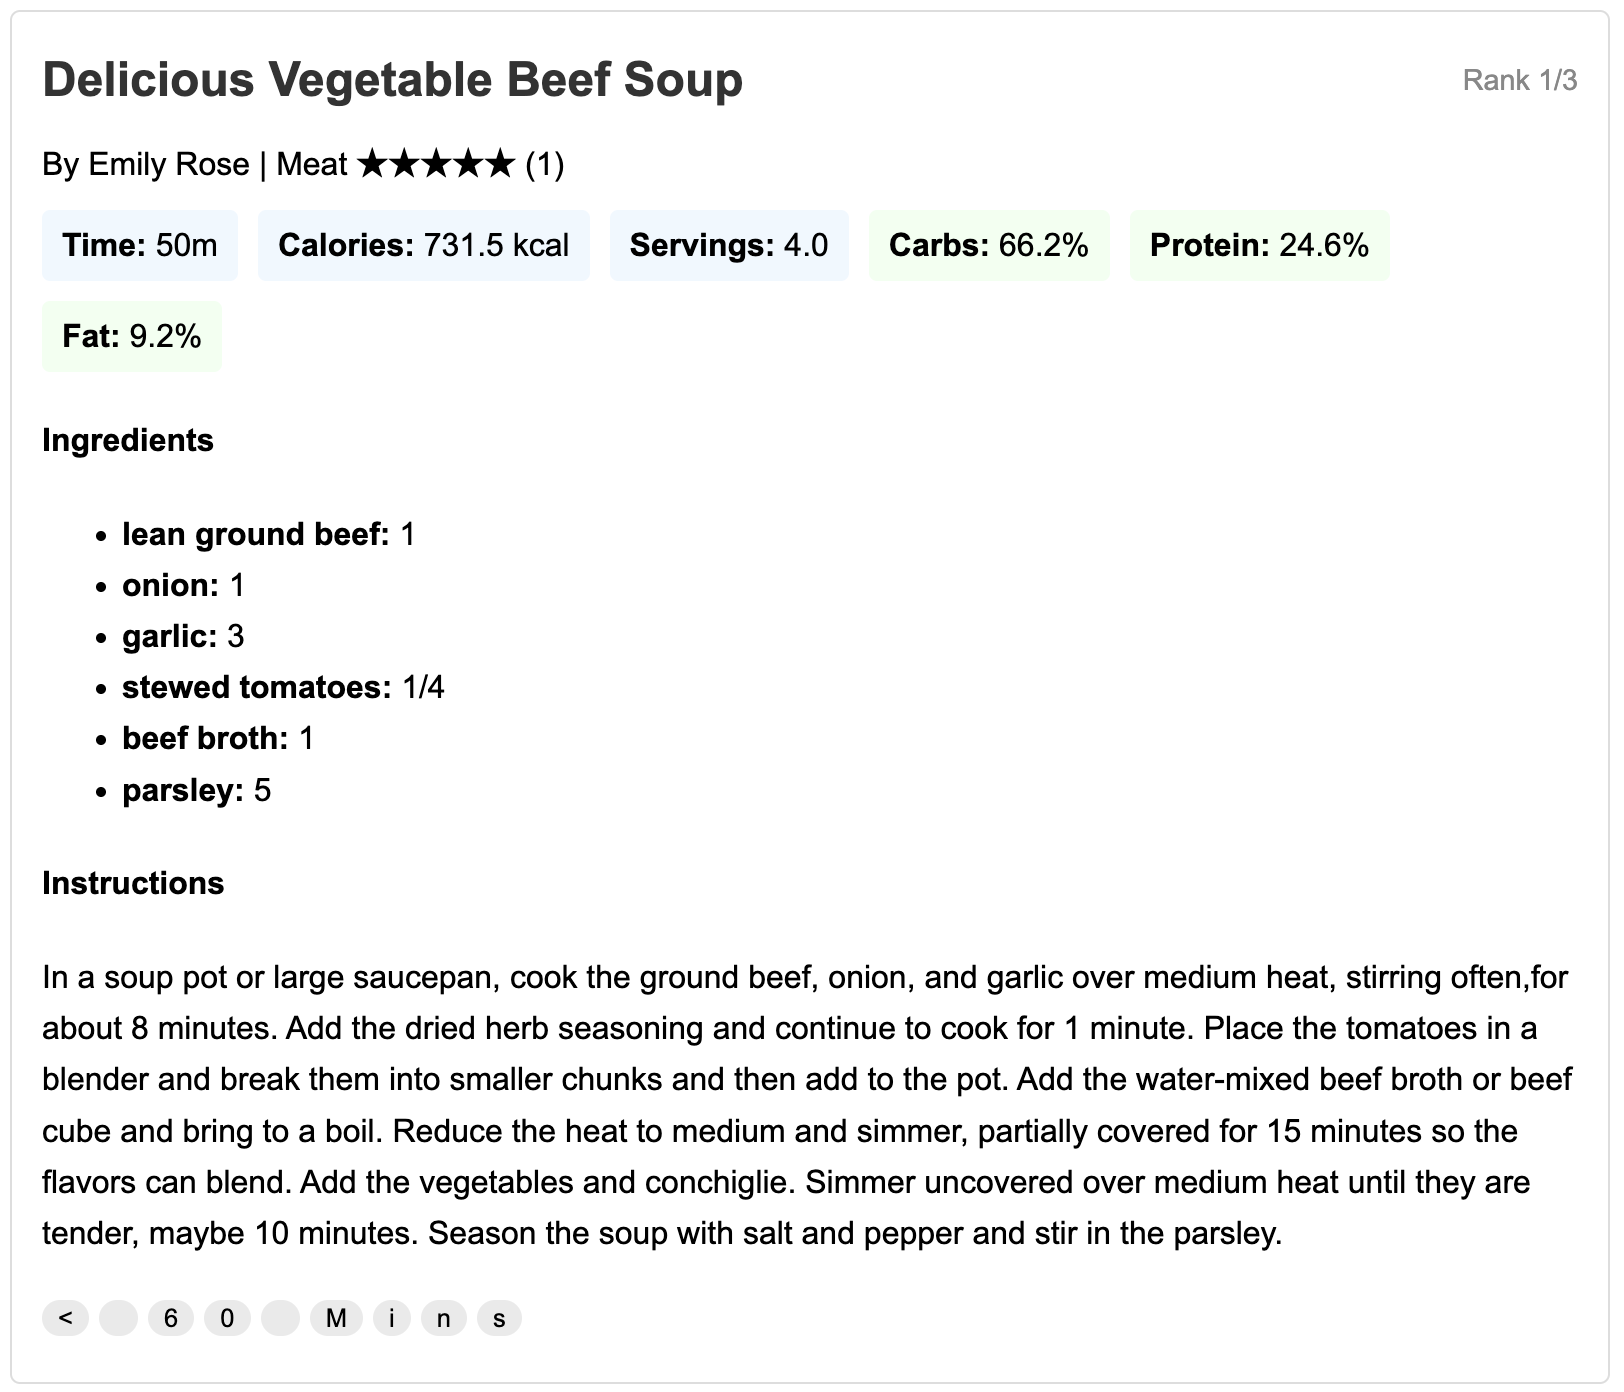 Delicious Vegetable Beef Soup
Rank 1/3
By Emily Rose | Meat ★★★★★ (1)
Time: 50m Calories: 731.5 kcal Servings: 4.0 Carbs: 66.2% Protein: 24.6%
Fat: 9.2%
Ingredients
• lean ground beef: 1
• onion: 1
• garlic: 3
• stewed tomatoes: 1/4
• beef broth: 1
• parsley: 5
Instructions
In a soup pot or large saucepan, cook the ground beef, onion, and garlic over medium heat, stirring often,for
about 8 minutes. Add the dried herb seasoning and continue to cook for 1 minute. Place the tomatoes in a
blender and break them into smaller chunks and then add to the pot. Add the water-mixed beef broth or beef
cube and bring to a boil. Reduce the heat to medium and simmer, partially covered for 15 minutes so the
flavors can blend. Add the vegetables and conchiglie. Simmer uncovered over medium heat until they are
tender, maybe 10 minutes. Season the soup with salt and pepper and stir in the parsley.
< 6 0 M i n s